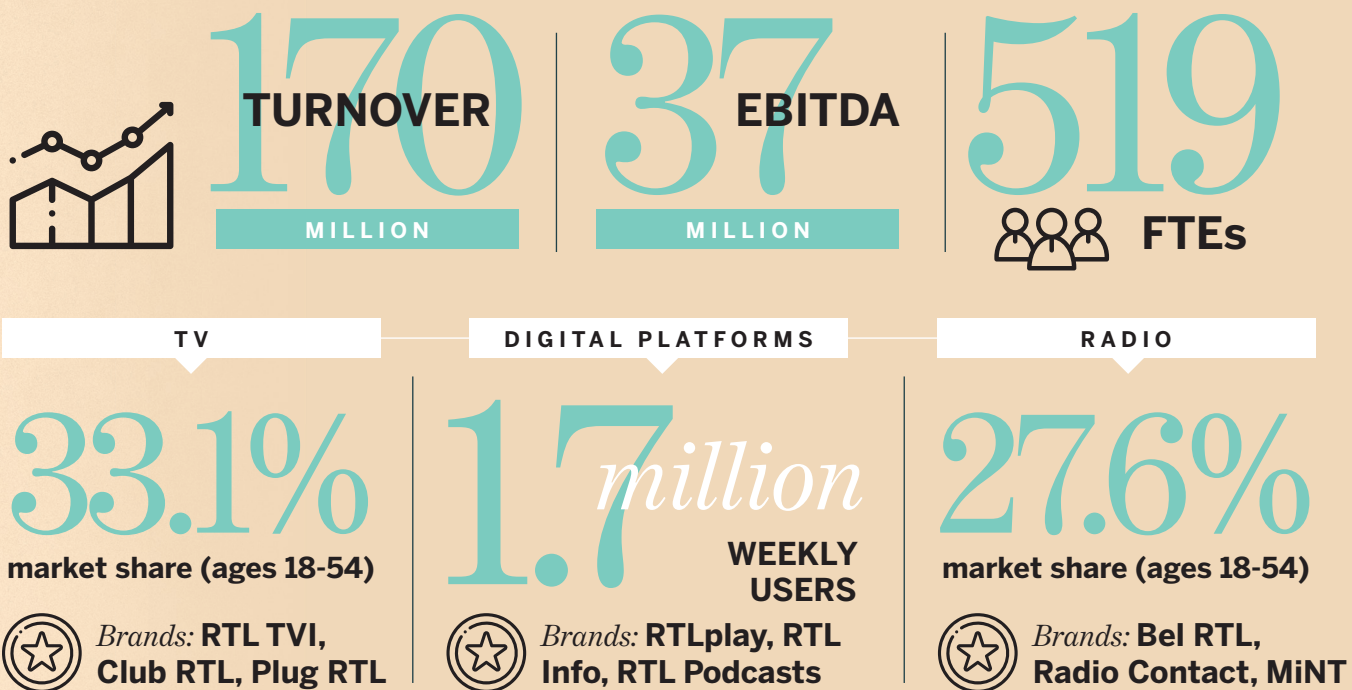 170
TURNOVER
MILLION
37
EBITDA
MILLION
519
FTEs
TV
33.1%
market share (ages 18-54)
Brands: RTL TVI,
Club RTL, Plug RTL
DIGITAL PLATFORMS
1.7
million
WEEKLY
USERS
Brands: RTLplay, RTL
Info, RTL Podcasts
RADIO
27.6%
market share (ages 18-54)
Brands: Bel RTL,
Radio Contact, MiNT